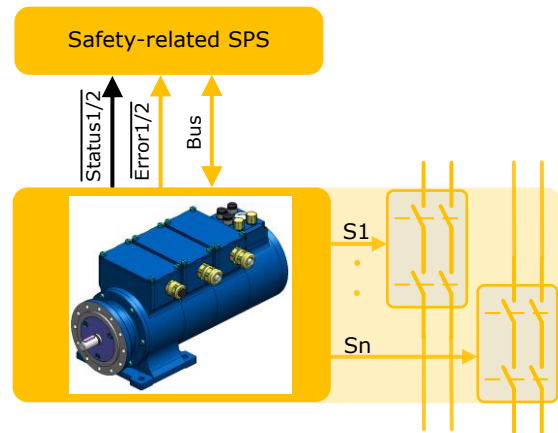 Safety-related SPS
Status1/2
Error1/2
Bus
S1
Sn